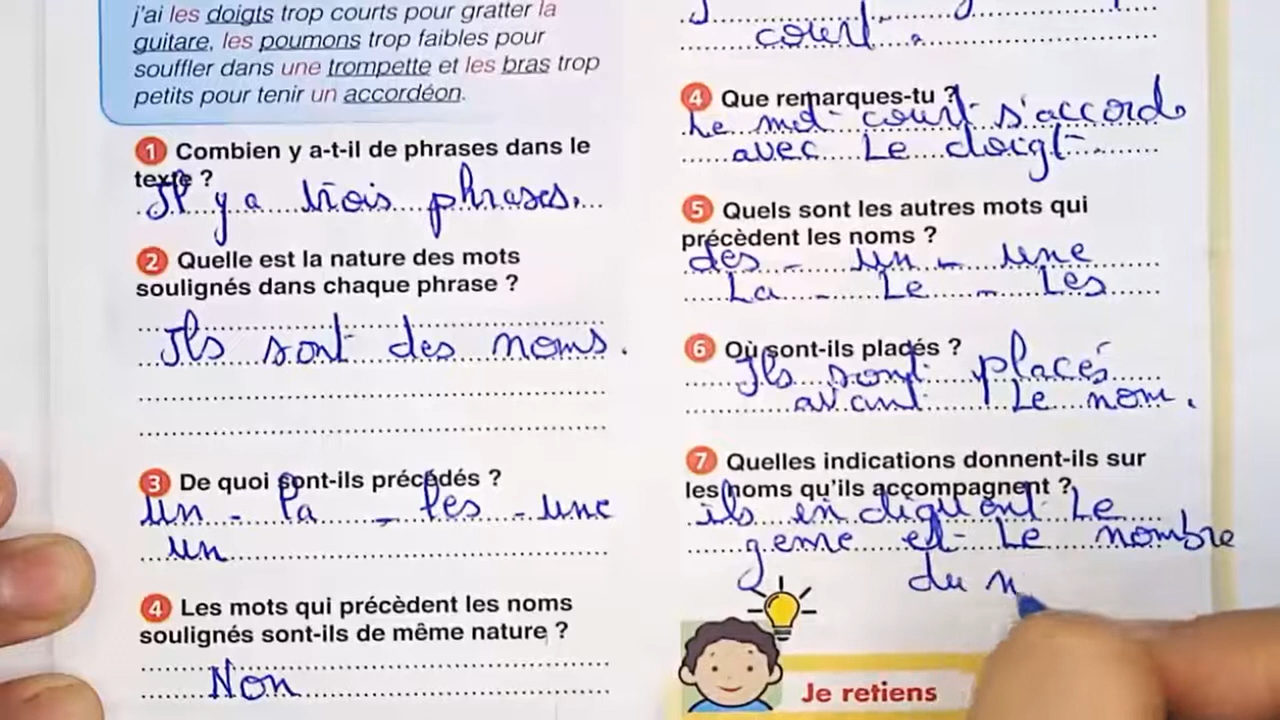 j'ai les doigts trop courts pour gratter la
guitare, les poumons trop faibles pour
souffler dans une trompette et les bras trop
petits pour tenir un accordéon.
1 Combien y a-t-il de phrases dans le
texte ?
Il y a trois phrases.
2 Quelle est la nature des mots
soulignés dans chaque phrase ?
Ils sont des noms.
3 De quoi sont-ils précédés ?
un - la - les - une
un
4 Les mots qui précèdent les noms
soulignés sont-ils de même nature ?
Non
court.
4 Que remarques-tu ?
Le mot court s'accord
avec Le doigt.
5 Quels sont les autres mots qui
précèdent les noms ?
des - un - une
La - Le - Les
6 Où sont-ils placés ?
Ils sont placés
avant Le nom.
7 Quelles indications donnent-ils sur
les noms qu'ils accompagnent ?
ils endiquent Le
geme et Le nombre
du n
Je retiens